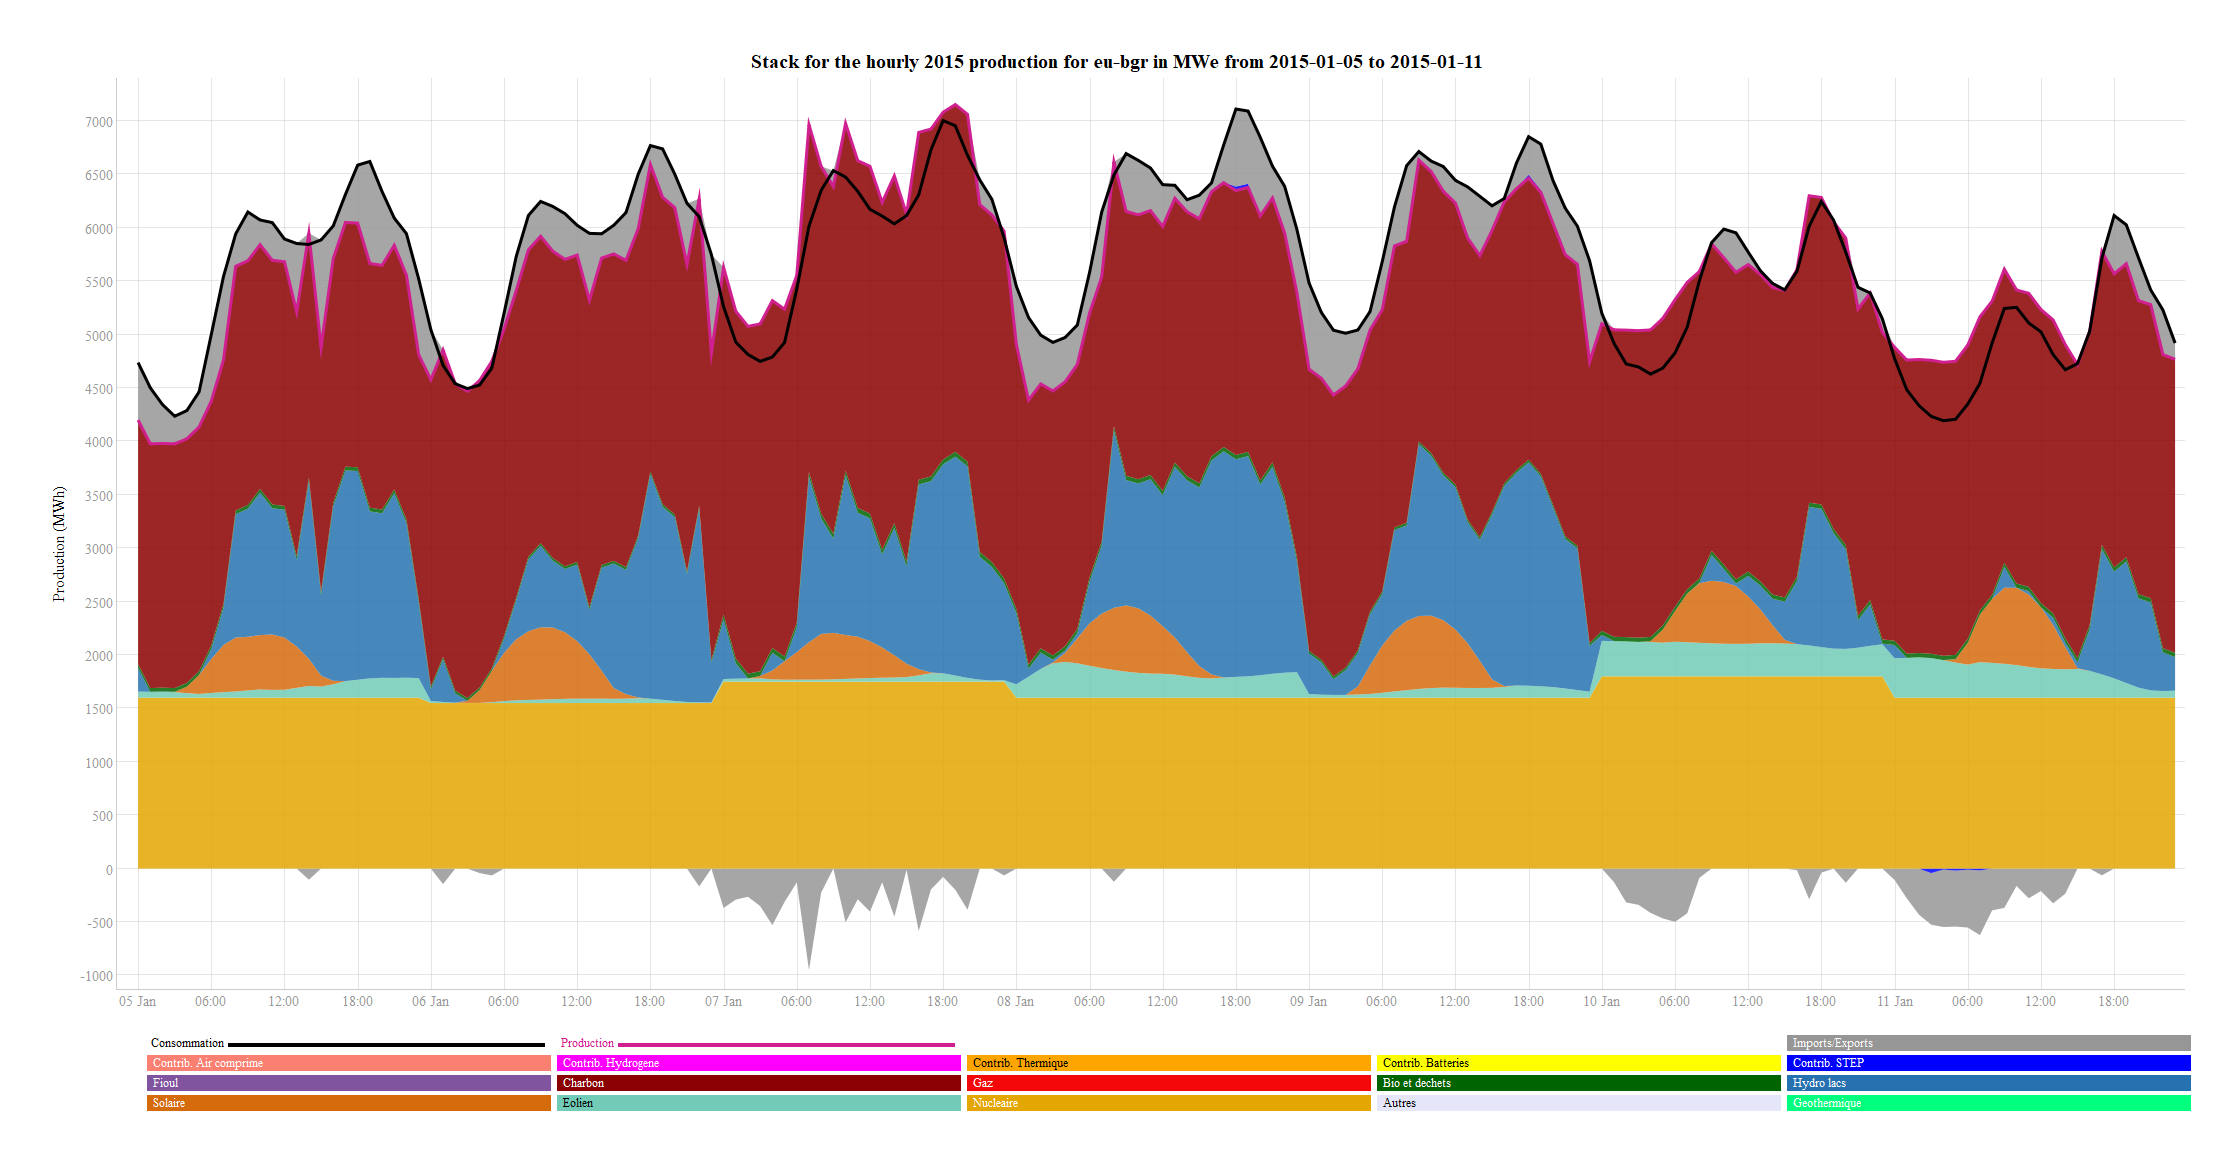 Stack for the hourly 2015 production for eu-bgr in MWe from 2015-01-05 to 2015-01-11
Production (MWh)
7000
6500
6000
5500
5000
4500
4000
3500
3000
2500
2000
1500
1000
500
0
-500
-1000
05 Jan 06:00 12:00 18:00 06 Jan 06:00 12:00 18:00 07 Jan 06:00 12:00 18:00 08 Jan 06:00 12:00 18:00 09 Jan 06:00 12:00 18:00 10 Jan 06:00 12:00 18:00 11 Jan 06:00 12:00 18:00
Consommation Production Imports/Exports
Contrib. Air comprime Contrib. Hydrogene Contrib. Thermique Contrib. Batteries Contrib. STEP
Fioul Charbon Gaz Bio et dechets Hydro lacs
Solaire Eolien Nucleaire Autres Geothermique